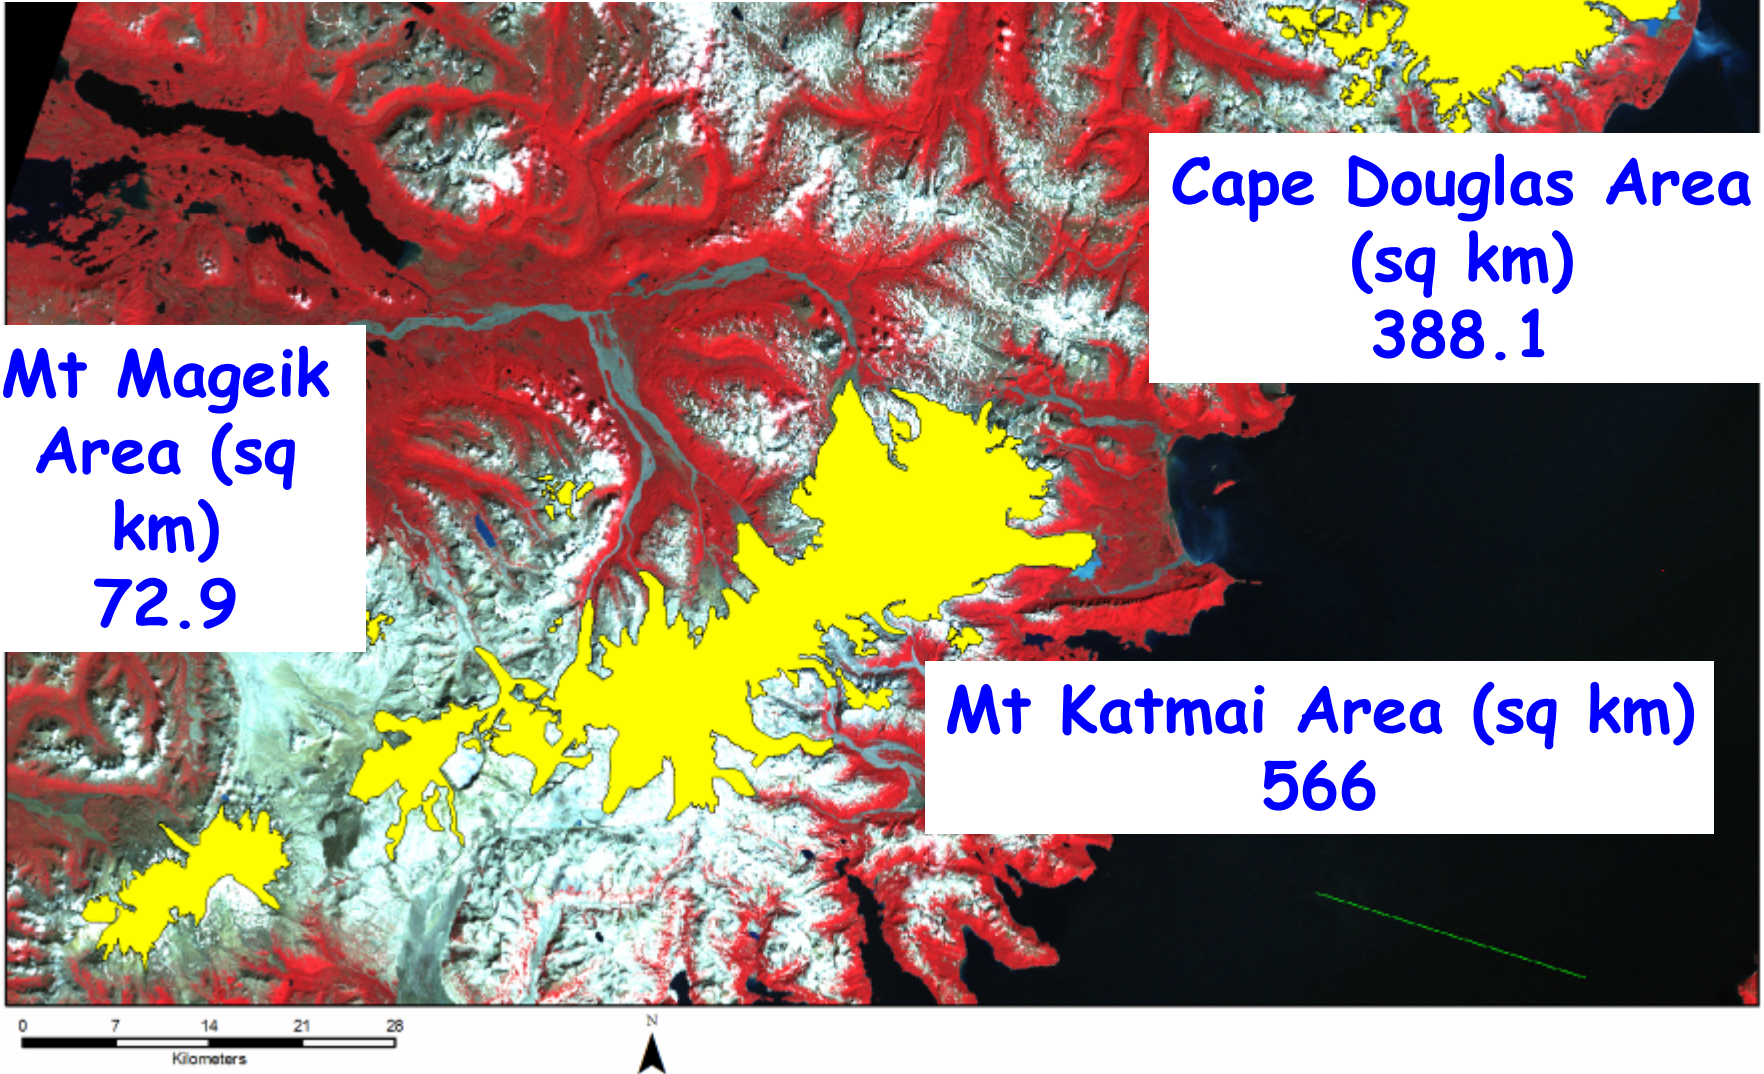 Cape Douglas Area
(sq km)
388.1
Mt Mageik
Area (sq
km)
72.9
Mt Katmai Area (sq km)
566
0 7 14 21 28
Kilometers
N